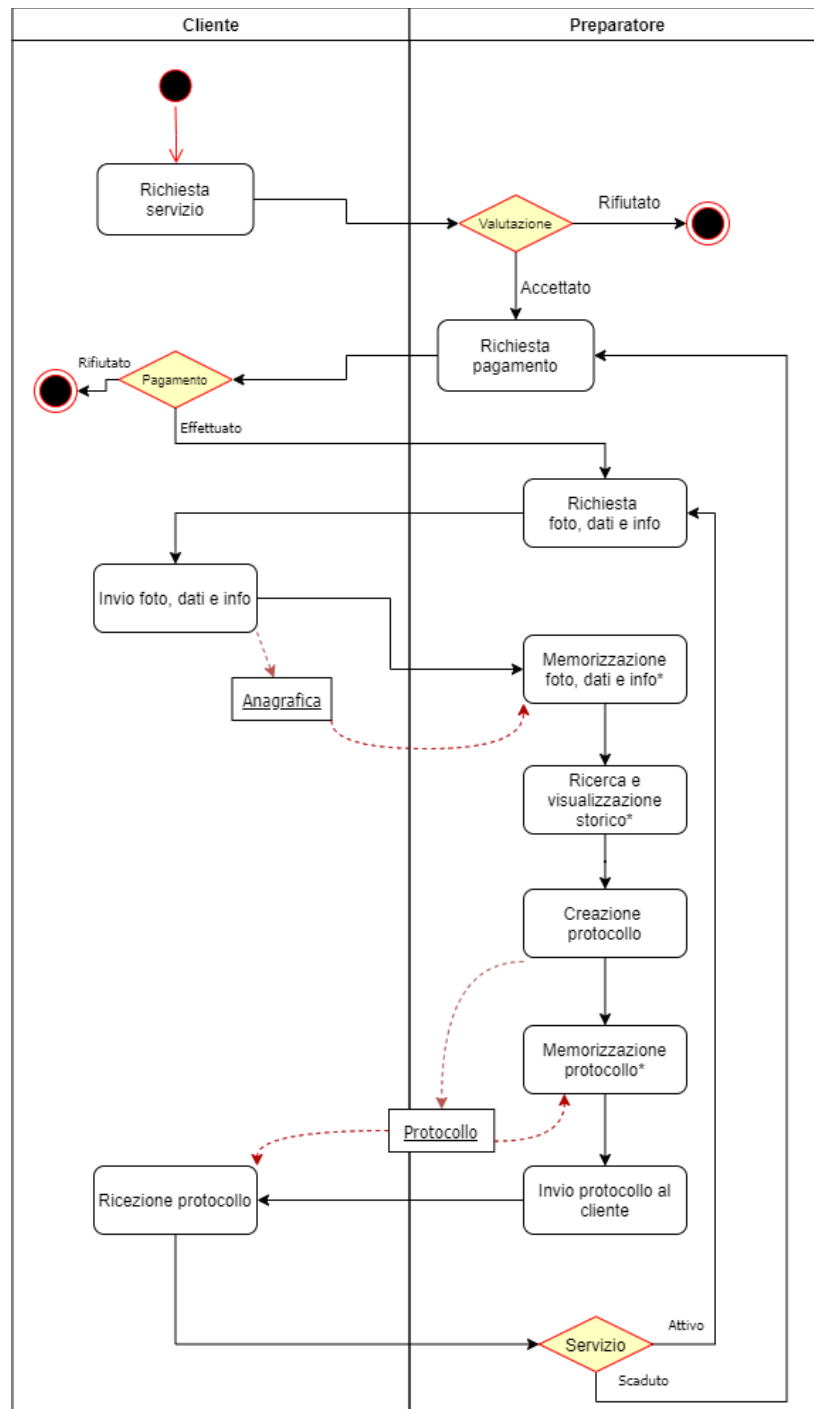 Cliente
Preparatore
Richiesta
servizio
Valutazione
Rifiutato
Accettato
Richiesta
pagamento
Rifiutato
Pagamento
Effettuato
Richiesta
foto, dati e info
Invio foto, dati e info
Memorizzazione
foto, dati e info*
Anagrafica
Ricerca e
visualizzazione
storico*
Creazione
protocollo
Memorizzazione
protocollo*
Protocollo
Ricezione protocollo
Invio protocollo al
cliente
Servizio
Attivo
Scaduto